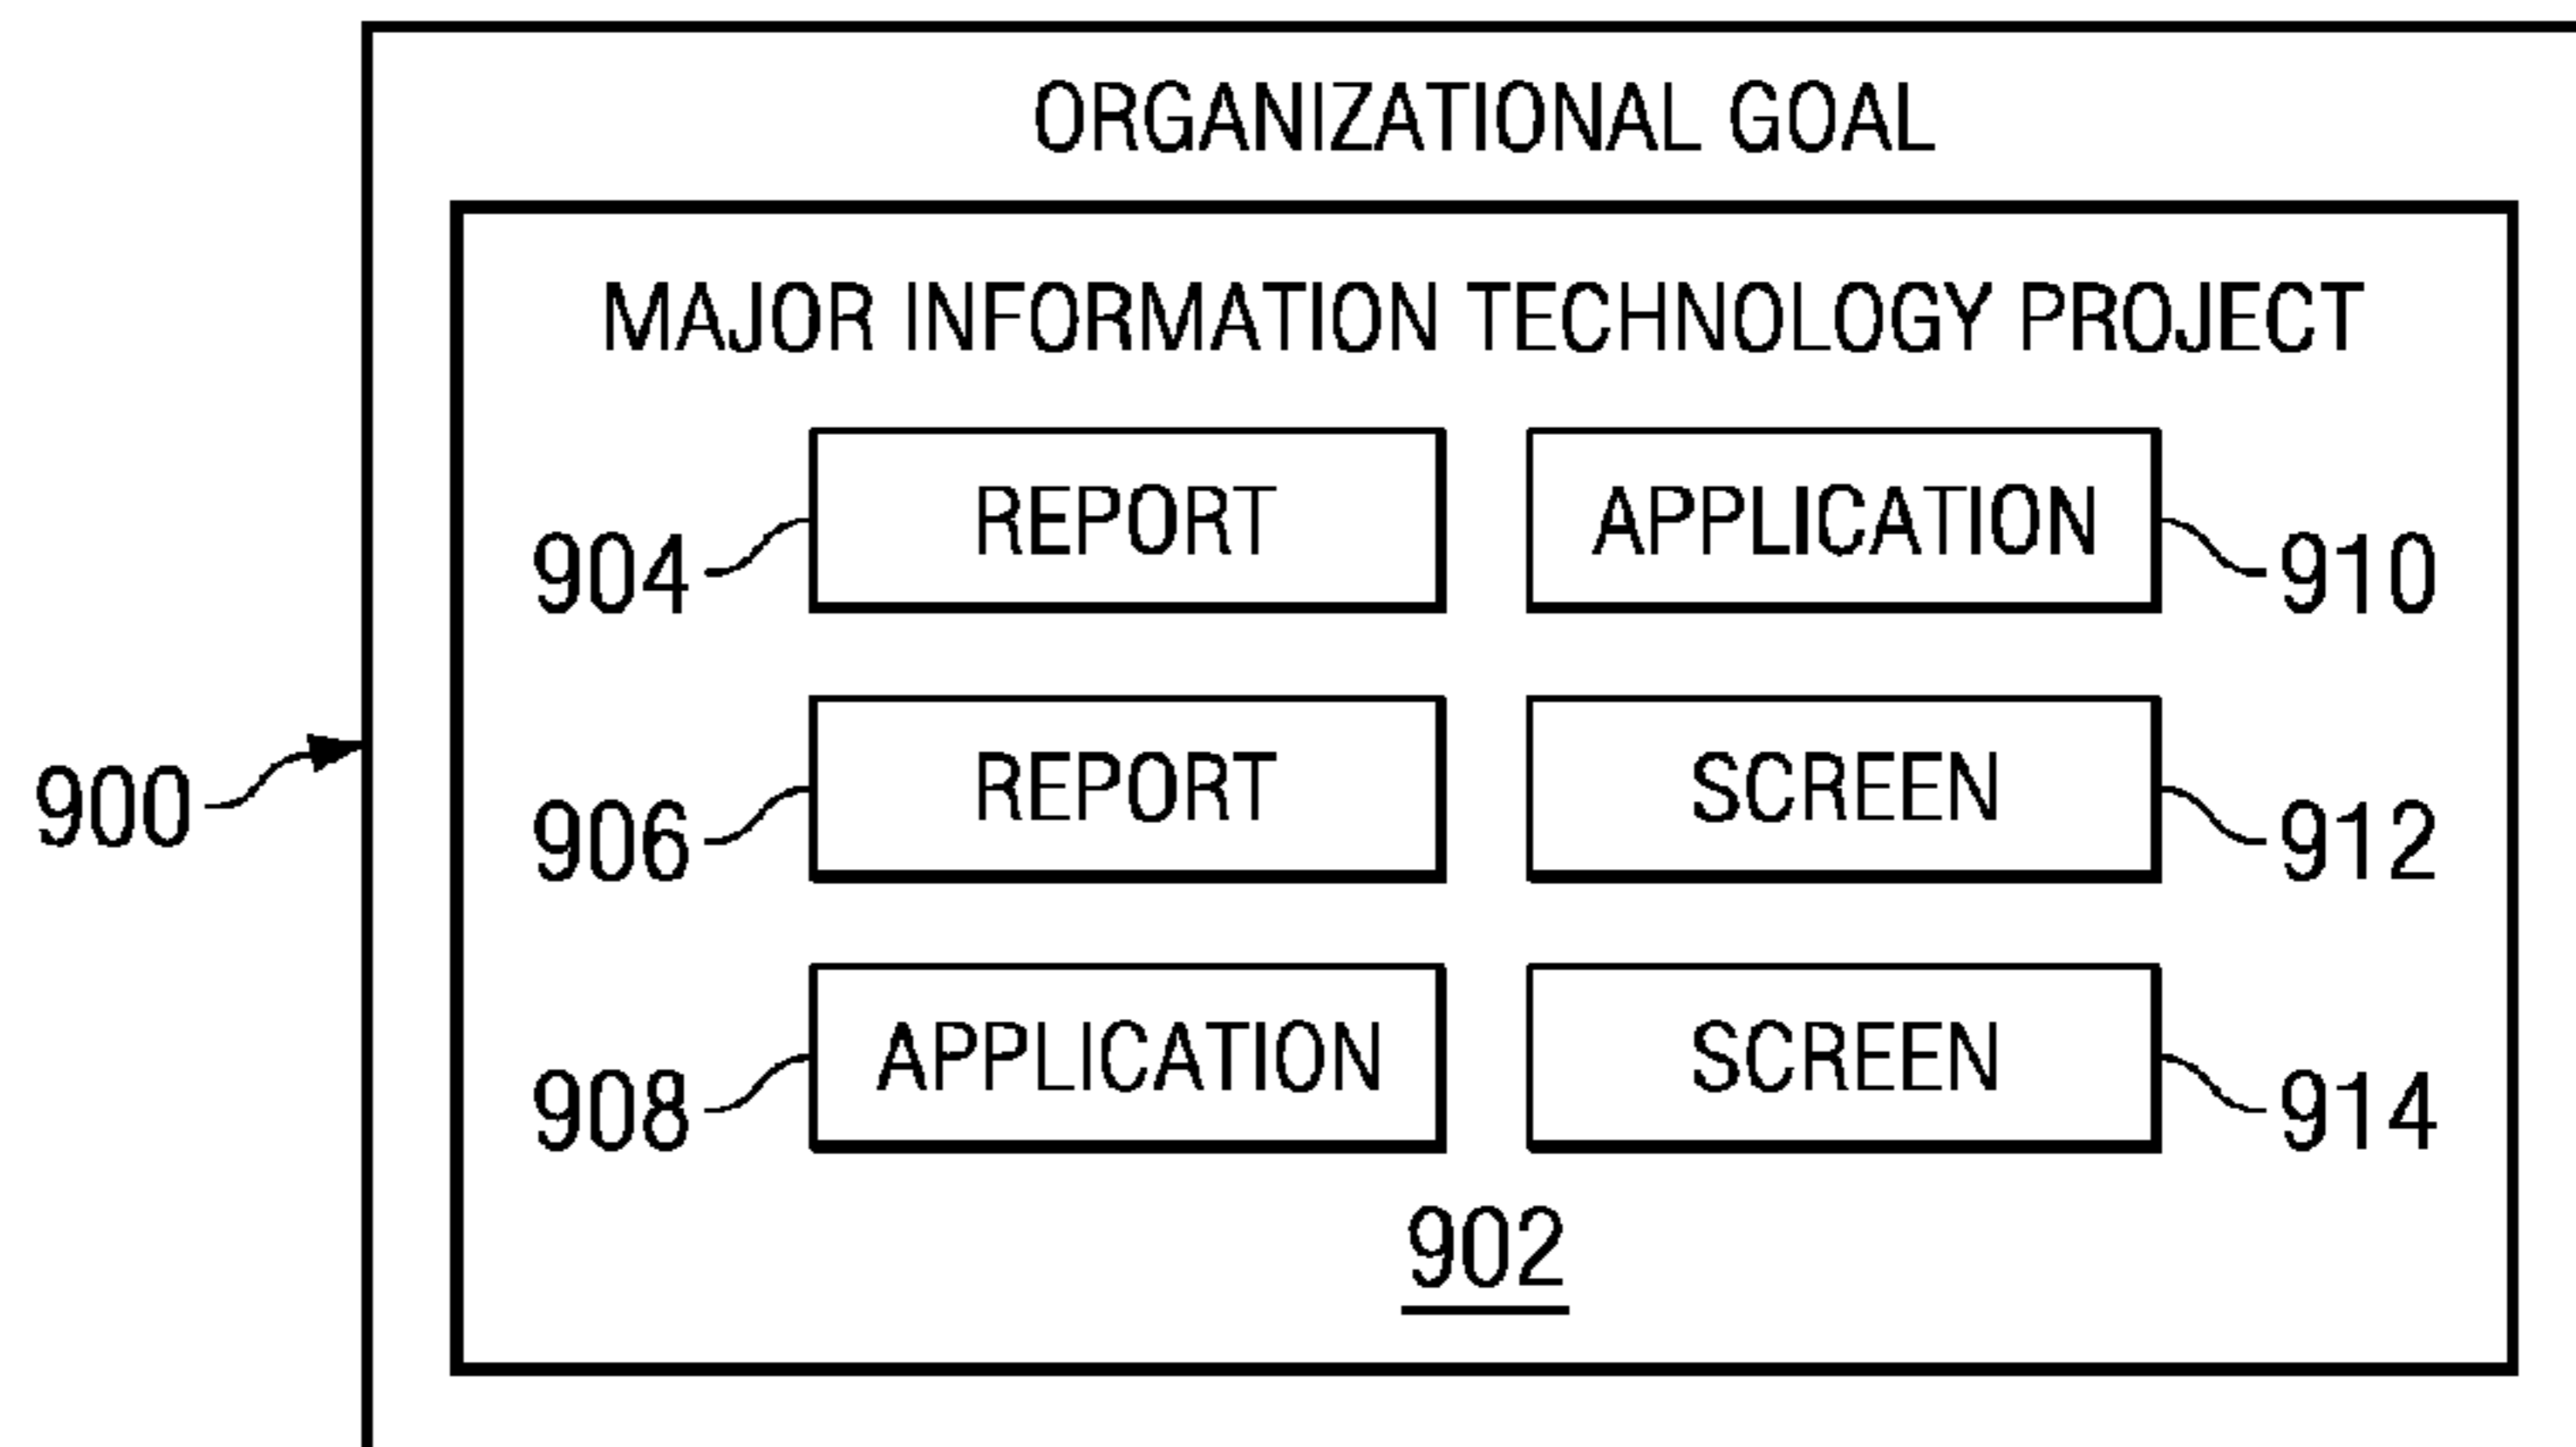 ORGANIZATIONAL GOAL
MAJOR INFORMATION TECHNOLOGY PROJECT
904 REPORT APPLICATION 910
900
906 REPORT SCREEN 912
908 APPLICATION SCREEN 914
902